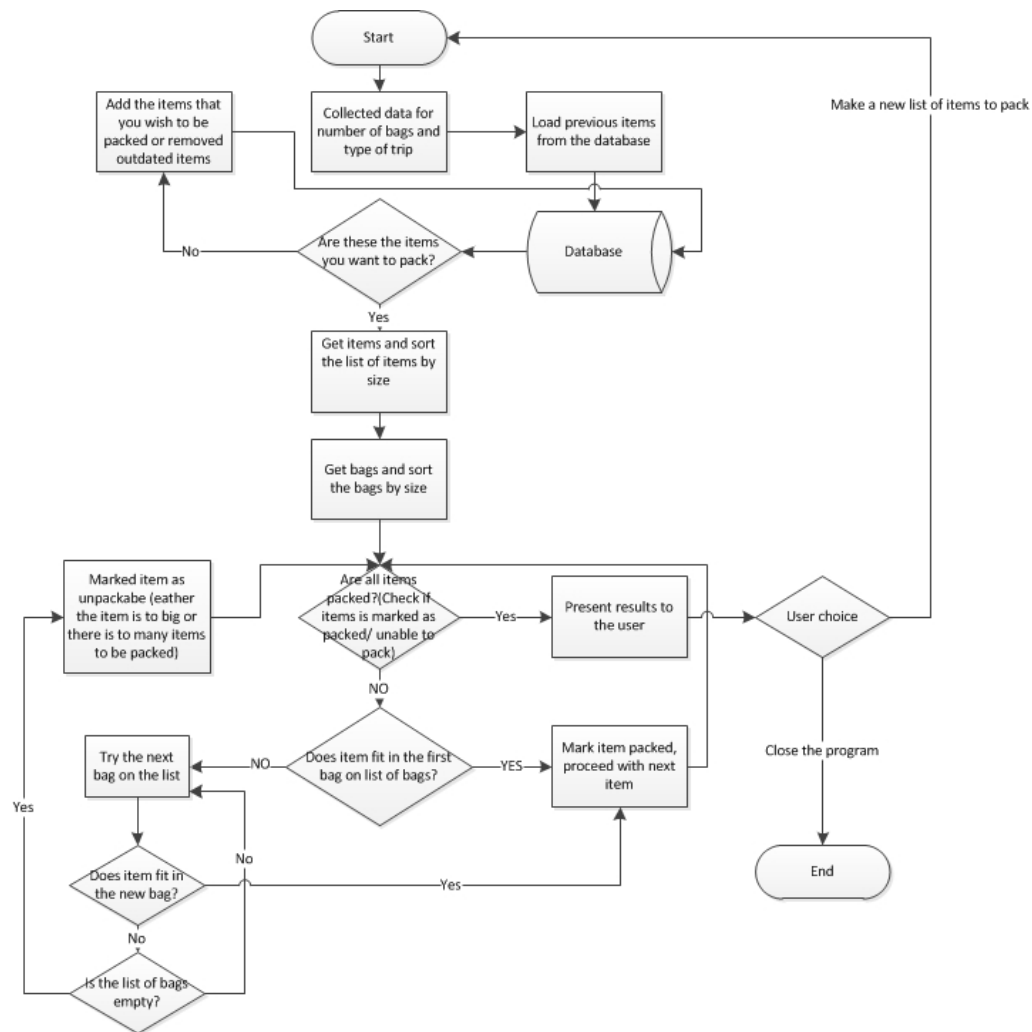 Start
Make a new list of items to pack
Add the items that
you wish to be
packed or removed
outdated items
Collected data for
number of bags and
type of trip
Load previous items
from the database
Are these the items
you want to pack?
No
Database
Yes
Get items and sort
the list of items by
size
Get bags and sort
the bags by size
Marked item as
unpackabe (eather
the item is to big or
there is to many items
to be packed)
Are all items
packed?(Check if
items is marked as
packed/ unable to
pack)
Yes
Present results to
the user
User choice
NO
Try the next
bag on the list
NO
Does item fit in the first
bag on list of bags?
YES
Mark item packed,
proceed with next
item
Close the program
Yes
No
Does item fit in
the new bag?
Yes
End
No
Is the list of bags
empty?